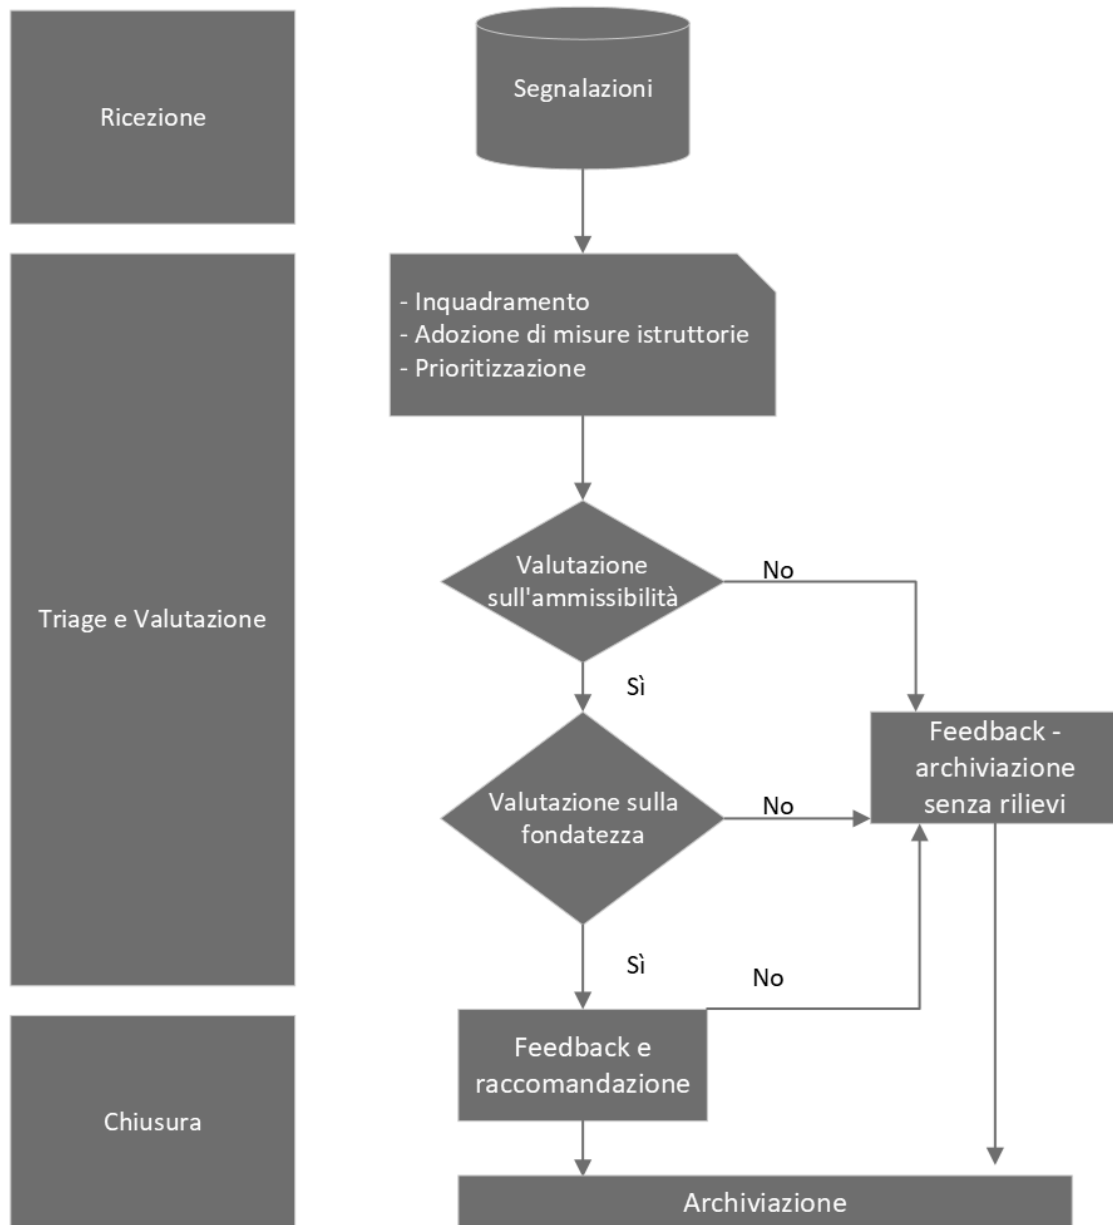 Ricezione
Segnalazioni
- Inquadramento
- Adozione di misure istruttorie
- Prioritizzazione
Triage e Valutazione
Valutazione
sull'ammissibilità
No
Sì
Feedback -
archiviazione
senza rilievi
Valutazione sulla
fondatezza
No
Sì
No
Feedback e
raccomandazione
Chiusura
Archiviazione